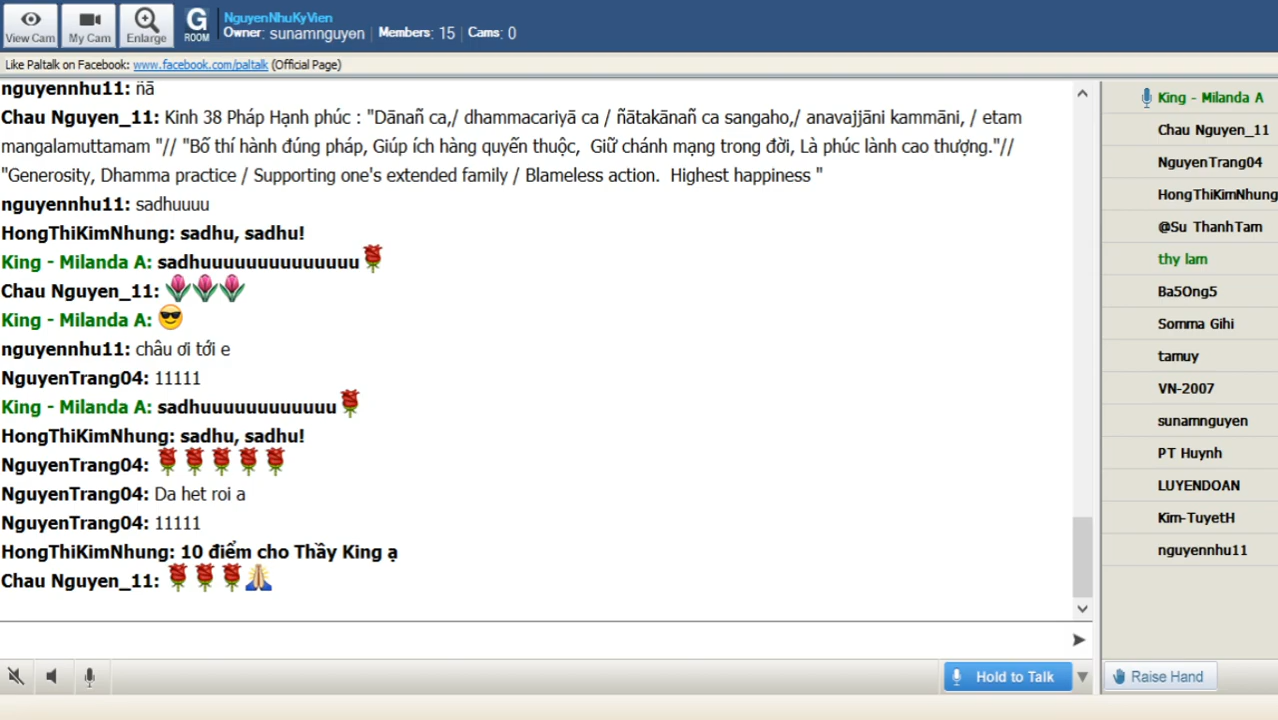 View Cam
My Cam
Enlarge
G
ROOM
NguyenNhuKyVien
Owner: sunamnguyen | Members: 15 | Cams: 0
Like Paltalk on Facebook: www.facebook.com/paltalk (Official Page)
nguyennhu11: ñā
Chau Nguyen_11: Kinh 38 Pháp Hạnh phúc : "Dānañ ca,/ dhammacariyā ca / ñātakānañ ca sangaho,/ anavajjāni kammāni, / etam
mangalamuttamam "// "Bố thí hành đúng pháp, Giúp ích hàng quyến thuộc, Giữ chánh mạng trong đời, Là phúc lành cao thượng."//
"Generosity, Dhamma practice / Supporting one's extended family / Blameless action. Highest happiness "
nguyennhu11: sadhuuuu
HongThiKimNhung: sadhu, sadhu!
King - Milanda A: sadhuuuuuuuuuuuuuuu
Chau Nguyen_11:
King - Milanda A:
nguyennhu11: châu ơi tới e
NguyenTrang04: 11111
King - Milanda A: sadhuuuuuuuuuuuuu
HongThiKimNhung: sadhu, sadhu!
NguyenTrang04:
NguyenTrang04: Da het roi a
NguyenTrang04: 11111
HongThiKimNhung: 10 điểm cho Thầy King ạ
Chau Nguyen_11:
King - Milanda A
Chau Nguyen_11
NguyenTrang04
HongThiKimNhung
@Su ThanhTam
thy lam
Ba5Ong5
Somma Gihi
tamuy
VN-2007
sunamnguyen
PT Huynh
LUYENDOAN
Kim-TuyetH
nguyennhu11
Hold to Talk
Raise Hand